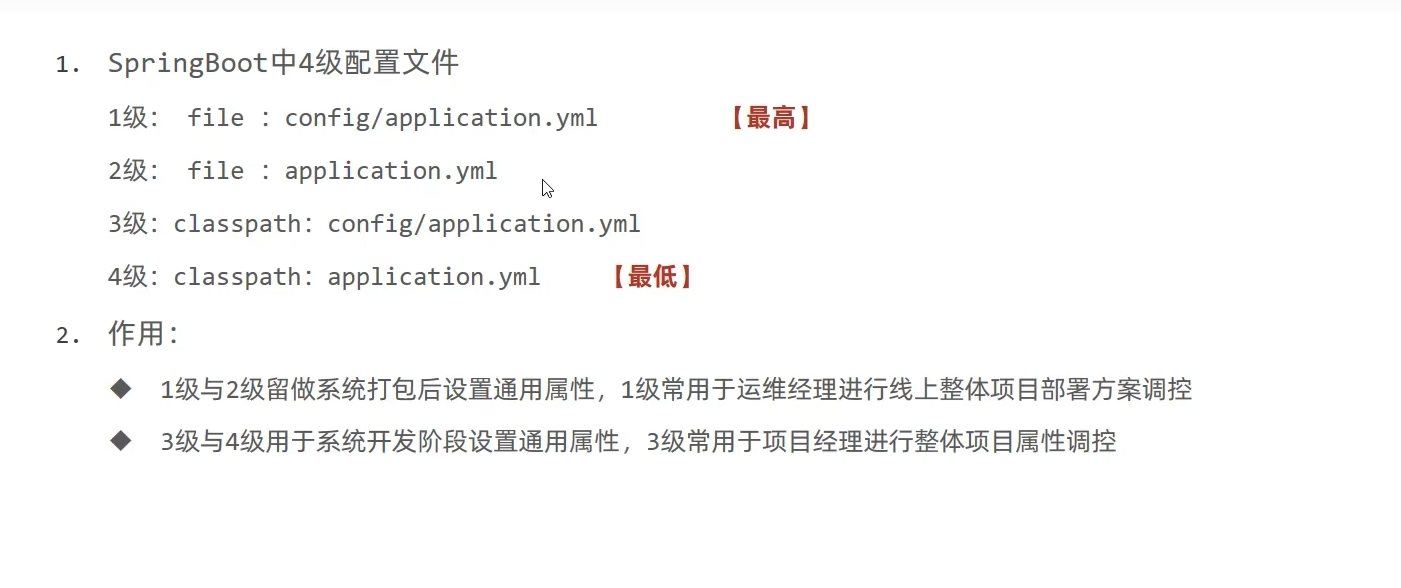 1. SpringBoot中4级配置文件
1级： file ：config/application.yml 【最高】
2级： file ：application.yml
3级：classpath：config/application.yml
4级：classpath：application.yml 【最低】
2. 作用：
◆ 1级与2级留做系统打包后设置通用属性，1级常用于运维经理进行线上整体项目部署方案调控
◆ 3级与4级用于系统开发阶段设置通用属性，3级常用于项目经理进行整体项目属性调控